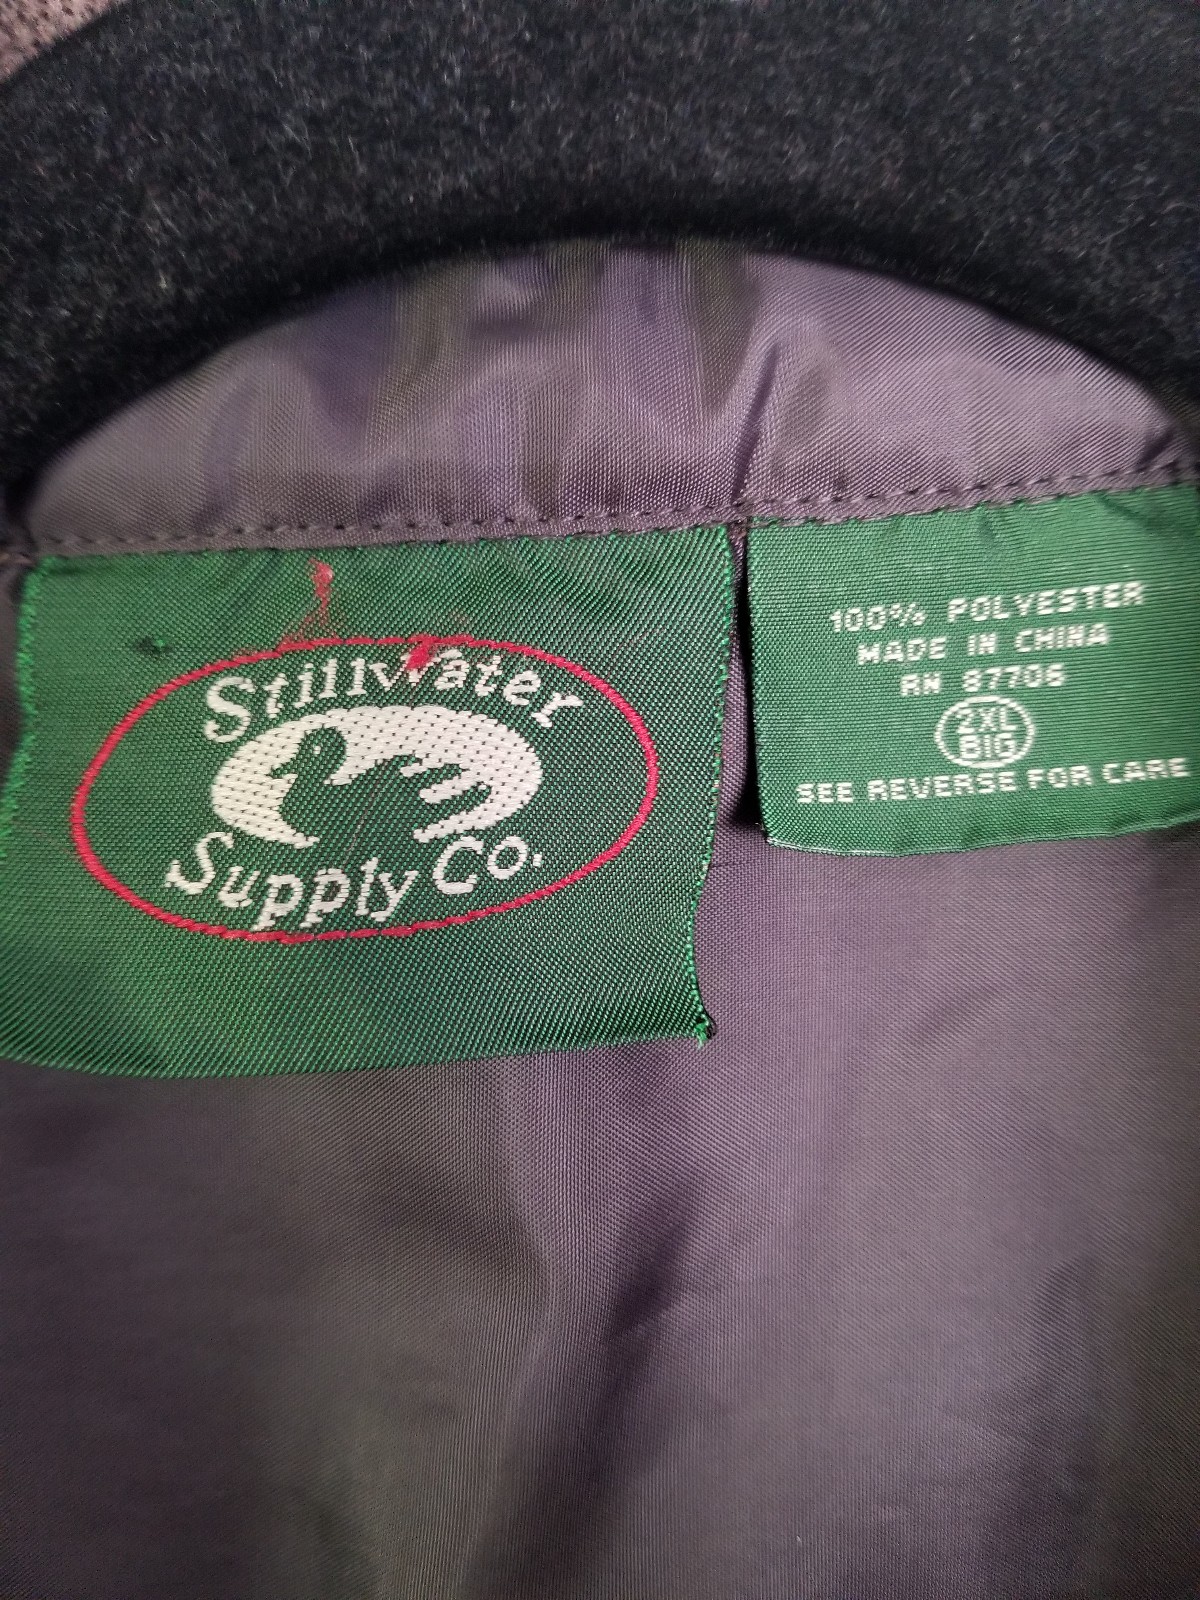 Stillwater
Supply Co.
100% POLYESTER
MADE IN CHINA
RN 87706
2XL
BIG
SEE REVERSE FOR CARE